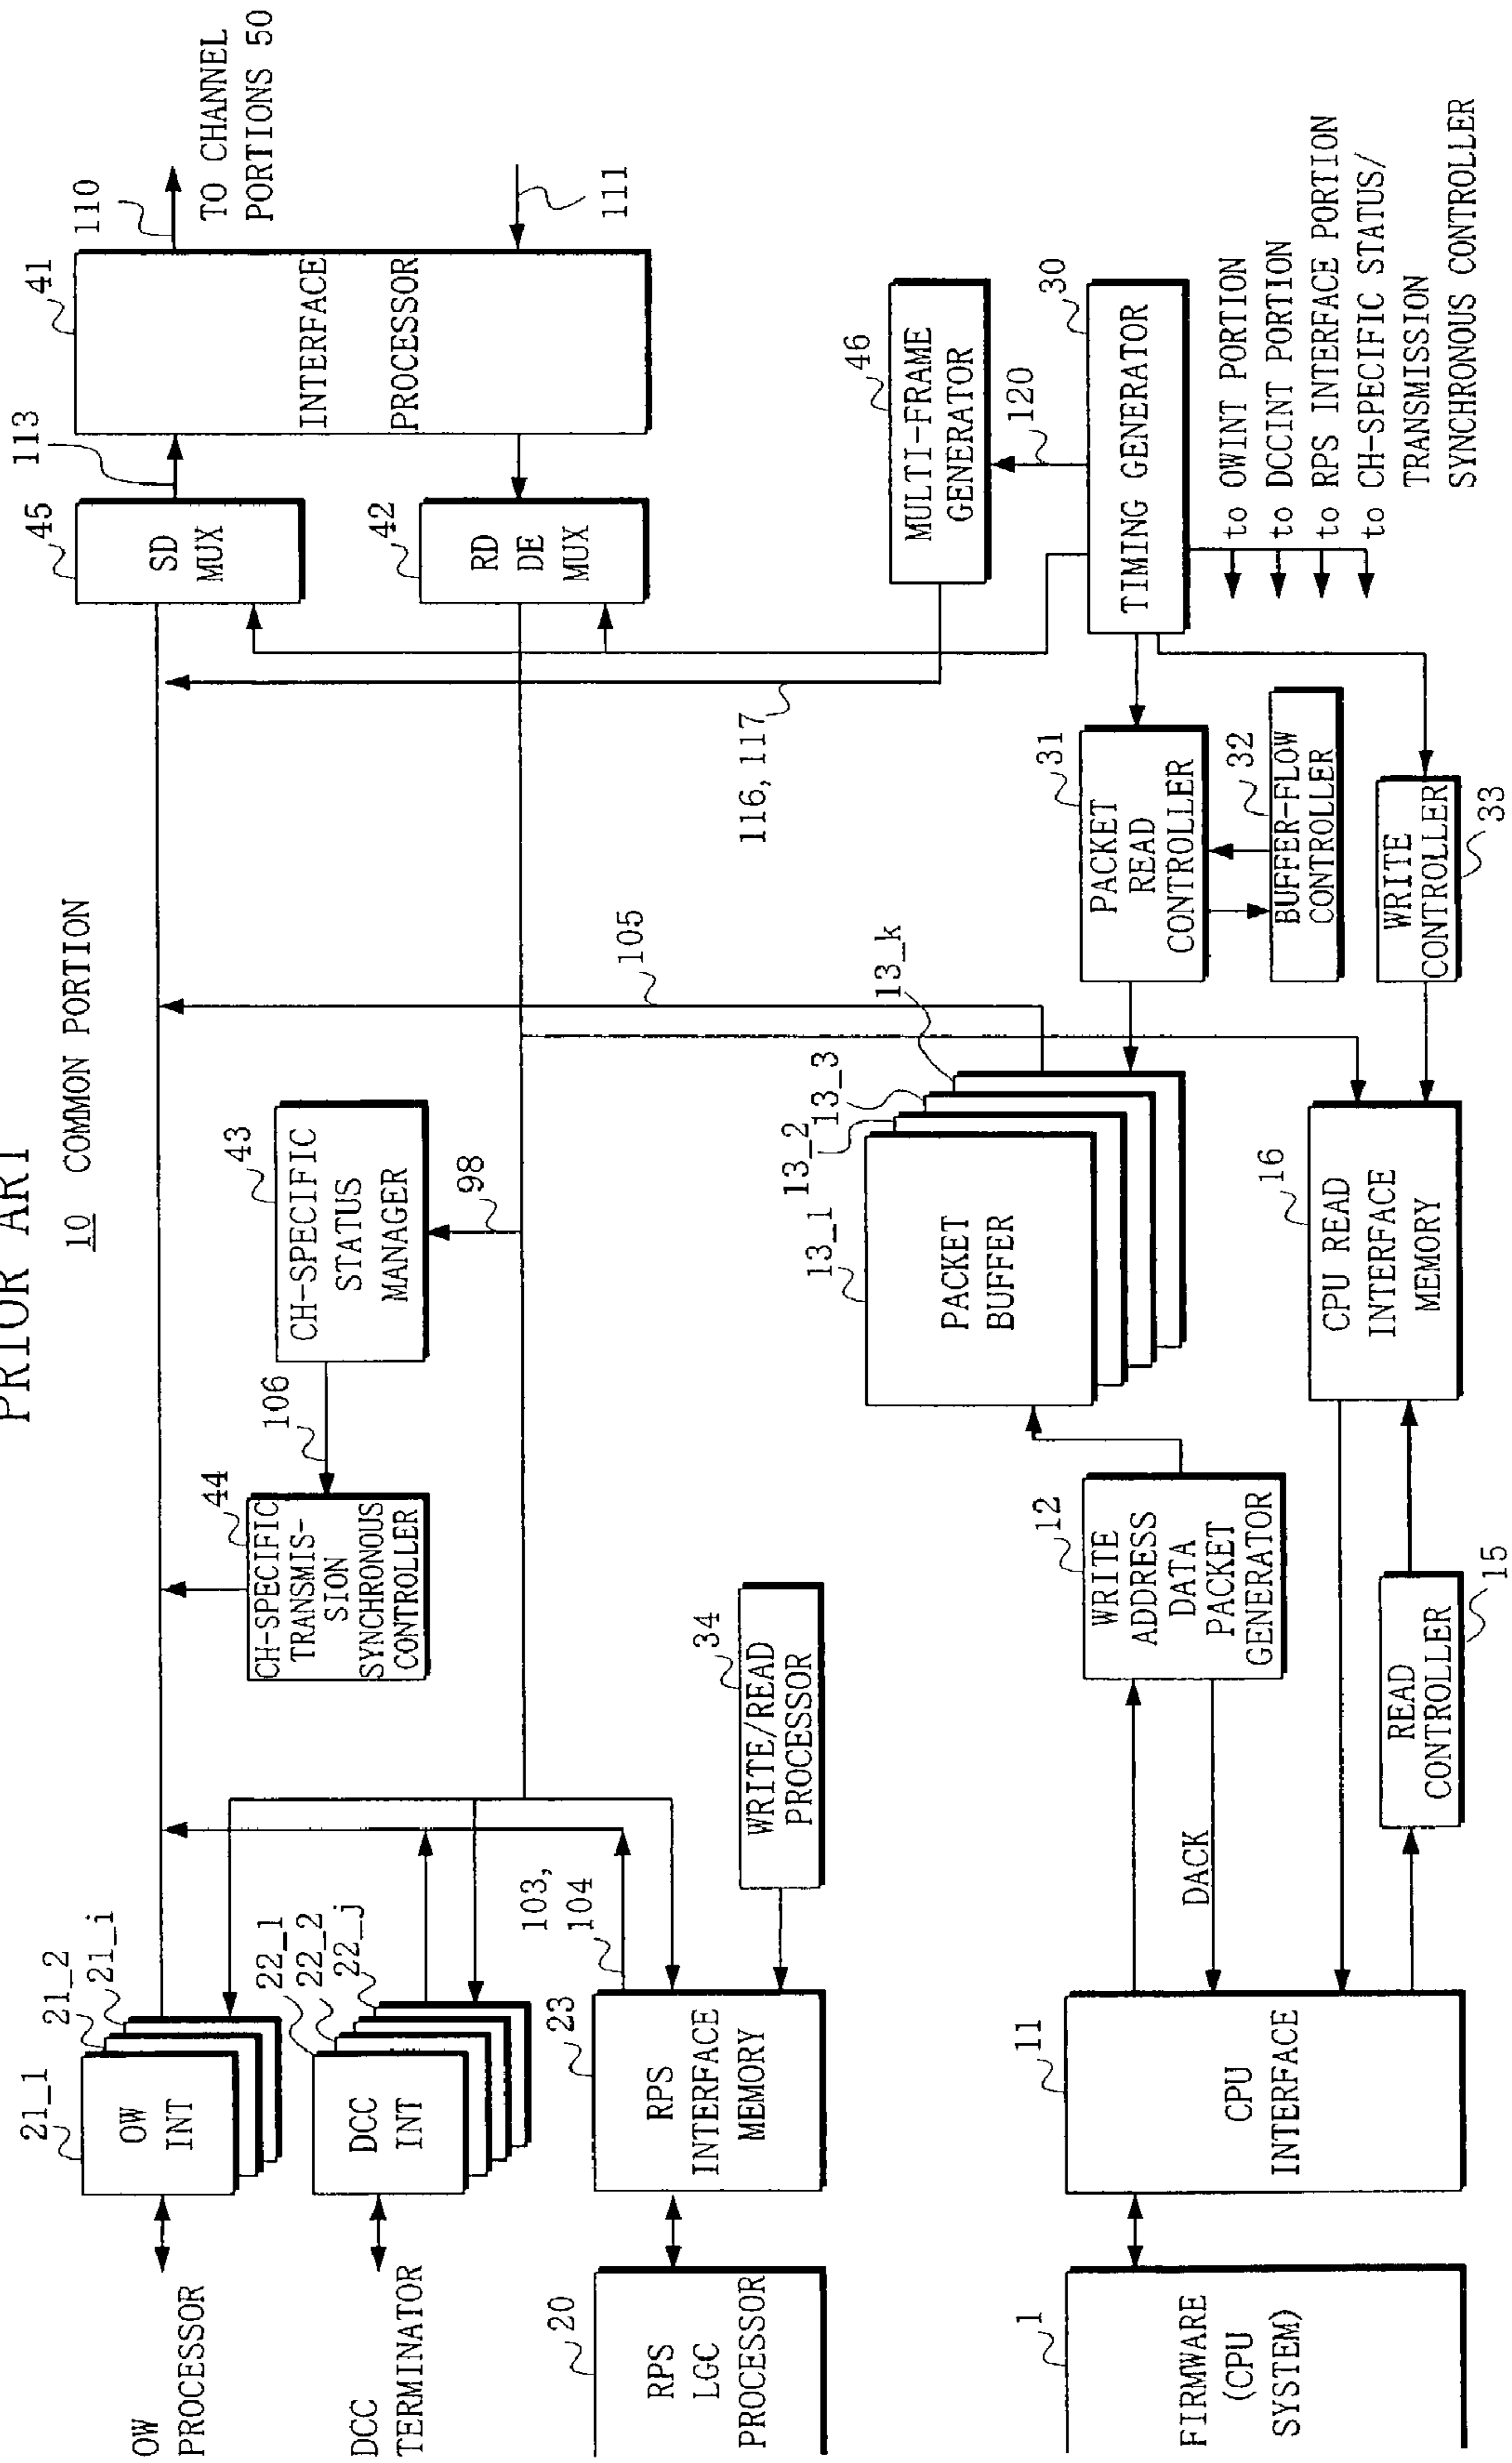 PRIOR ART
10 COMMON PORTION
OW
PROCESSOR
21_1
21_2
21_i
OW
INT
DCC
TERMINATOR
22_1
22_2
22_j
DCC
INT
20
RPS
LGC
PROCESSOR
23
RPS
INTERFACE
MEMORY
103,
104
34
WRITE/READ
PROCESSOR
44
CH-SPECIFIC
TRANSMIS-
SION
SYNCHRONOUS
CONTROLLER
106
43
CH-SPECIFIC
STATUS
MANAGER
98
105
45
SD
MUX
113
42
RD
DE
MUX
41
INTERFACE
PROCESSOR
110
TO CHANNEL
PORTIONS 50
111
116, 117
46
MULTI-FRAME
GENERATOR
120
30
TIMING GENERATOR
to OWINT PORTION
to DCCINT PORTION
to RPS INTERFACE PORTION
to CH-SPECIFIC STATUS/
TRANSMISSION
SYNCHRONOUS CONTROLLER
1
FIRMWARE
(CPU
SYSTEM)
11
CPU
INTERFACE
DACK
12
WRITE
ADDRESS
DATA
PACKET
GENERATOR
15
READ
CONTROLLER
13_1
13_2
13_3
13_k
PACKET
BUFFER
16
CPU READ
INTERFACE
MEMORY
31
PACKET
READ
CONTROLLER
32
BUFFER-FLOW
CONTROLLER
33
WRITE
CONTROLLER